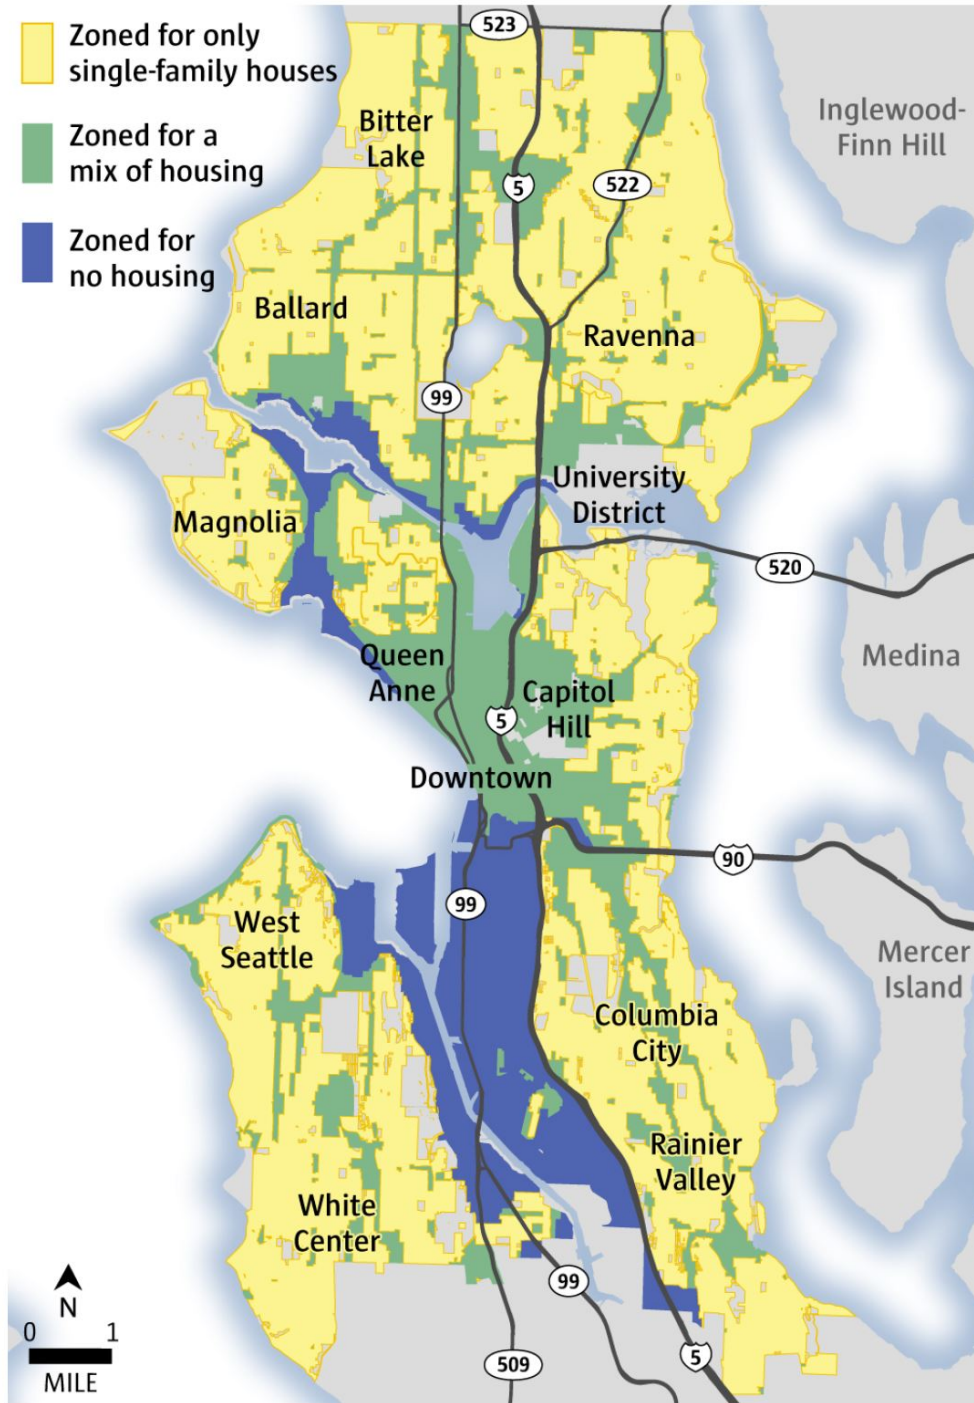 Zoned for only
single-family houses
Zoned for a
mix of housing
Zoned for
no housing
523
Bitter
Lake
5
522
Inglewood-
Finn Hill
Ballard
Ravenna
99
University
District
Magnolia
520
Queen
Anne
Medina
Capitol
Hill
5
Downtown
90
99
West
Seattle
Mercer
Island
Columbia
City
Rainier
Valley
White
Center
N
0 1
MILE
99
509
5